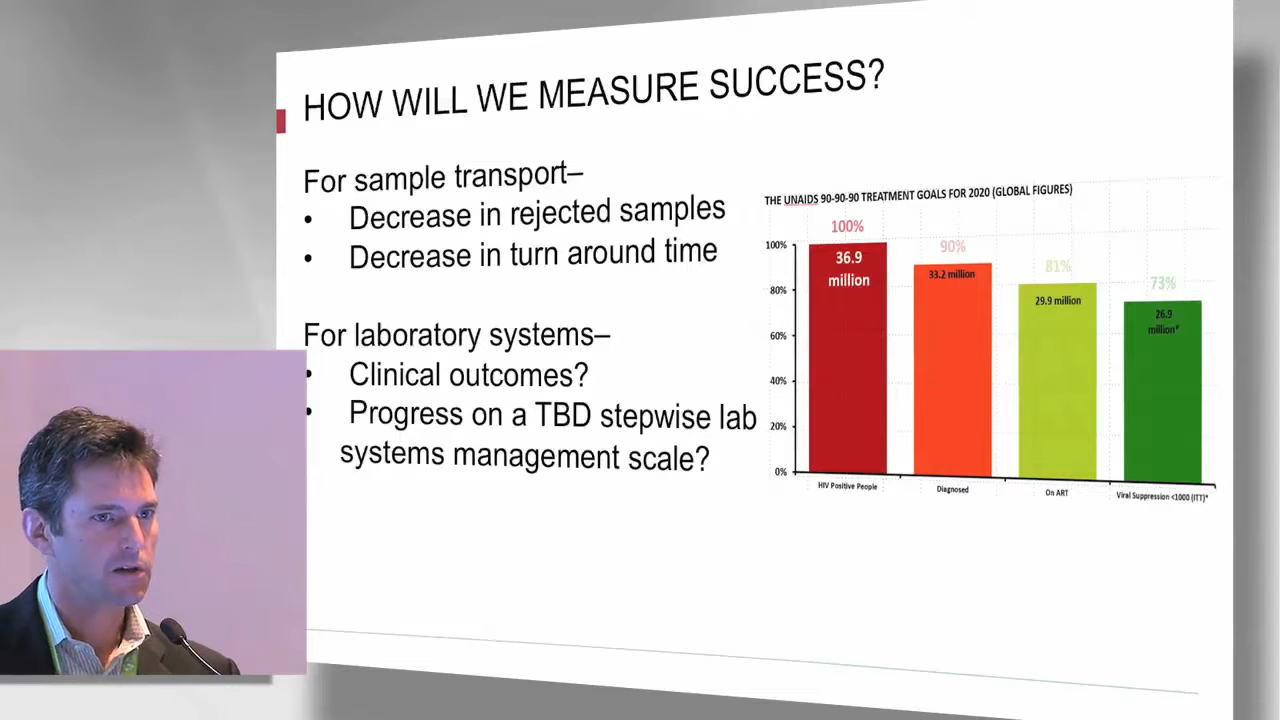 HOW WILL WE MEASURE SUCCESS?
For sample transport–
• Decrease in rejected samples
• Decrease in turn around time
For laboratory systems–
• Clinical outcomes?
• Progress on a TBD stepwise lab
systems management scale?
THE UNAIDS 90-90-90 TREATMENT GOALS FOR 2020 (GLOBAL FIGURES)
100%
90%
81%
73%
36.9
million
33.2 million
29.9 million
26.9
million*
100%
80%
60%
40%
20%
0%
HIV Positive People
Diagnosed
On ART
Viral Suppression <1000 (ITT)*